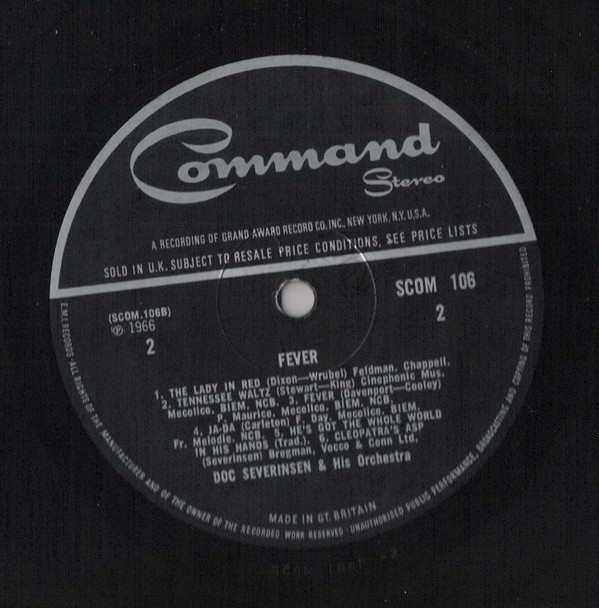 Command
Stereo
A RECORDING OF GRAND AWARD RECORD CO. INC., NEW YORK, N.Y. U.S.A.
SOLD IN U.K. SUBJECT TO RESALE PRICE CONDITIONS, SEE PRICE LISTS
(SCOM.106B)
Ⓟ 1966
2
SCOM 106
2
FEVER
1. THE LADY IN RED (Dixon—Wrubel) Feldman. Chappell.
2. TENNESSEE WALTZ (Stewart—King) Cinephonic Mus.
Mecolico. BIEM. NCB. 3. FEVER (Davenport—Cooley)
P. Maurice, Mecolico. BIEM. NCB.
4. JA-DA (Carleton) F. Day. Mecolico. BIEM.
Fr. Melodie. NCB. 5. HE'S GOT THE WHOLE WORLD
IN HIS HANDS (Trad.). 6. CLEOPATRA'S ASP
(Severinsen) Bregman, Vocco & Conn Ltd.
DOC SEVERINSEN & His Orchestra
MADE IN GT. BRITAIN
E.M.I. RECORDS · ALL RIGHTS OF THE MANUFACTURER AND OF THE OWNER OF THE RECORDED WORK RESERVED · UNAUTHORISED PUBLIC PERFORMANCE, BROADCASTING AND COPYING OF THIS RECORD PROHIBITED